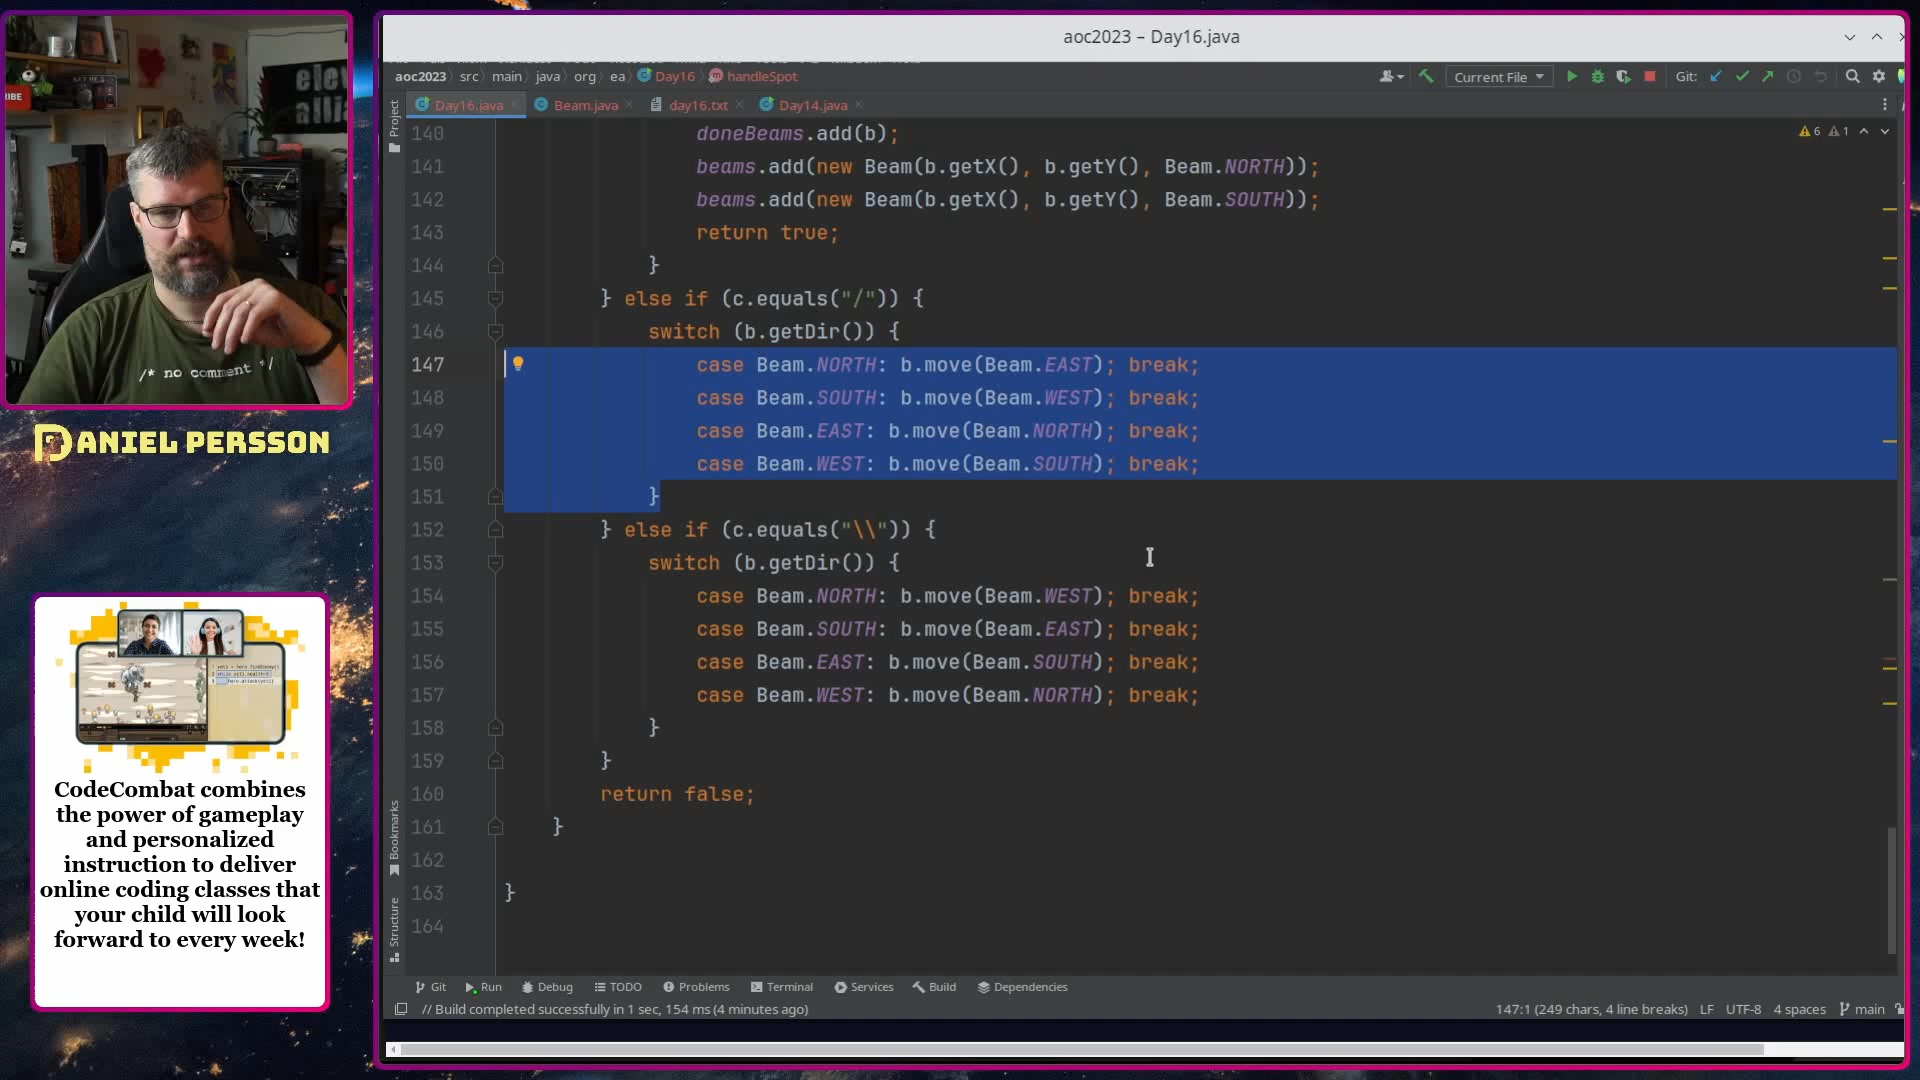 aoc2023 – Day16.java
aoc2023 src main java org ea Day16 handleSpot
Current File
Git:
Day16.java
Beam.java
day16.txt
Day14.java
Project
6 1
140 doneBeams.add(b);
141 beams.add(new Beam(b.getX(), b.getY(), Beam.NORTH));
142 beams.add(new Beam(b.getX(), b.getY(), Beam.SOUTH));
143 return true;
144 }
145 } else if (c.equals("/")) {
146 switch (b.getDir()) {
147 case Beam.NORTH: b.move(Beam.EAST); break;
148 case Beam.SOUTH: b.move(Beam.WEST); break;
149 case Beam.EAST: b.move(Beam.NORTH); break;
150 case Beam.WEST: b.move(Beam.SOUTH); break;
151 }
152 } else if (c.equals("\\")) {
153 switch (b.getDir()) {
154 case Beam.NORTH: b.move(Beam.WEST); break;
155 case Beam.SOUTH: b.move(Beam.EAST); break;
156 case Beam.EAST: b.move(Beam.SOUTH); break;
157 case Beam.WEST: b.move(Beam.NORTH); break;
158 }
159 }
160 return false;
161 }
162
163 }
164
Bookmarks
Structure
Git Run Debug TODO Problems Terminal Services Build Dependencies
// Build completed successfully in 1 sec, 154 ms (4 minutes ago)
147:1 (249 chars, 4 line breaks) LF UTF-8 4 spaces main
/* no comment */
DANIEL PERSSON
CodeCombat combines
the power of gameplay
and personalized
instruction to deliver
online coding classes that
your child will look
forward to every week!